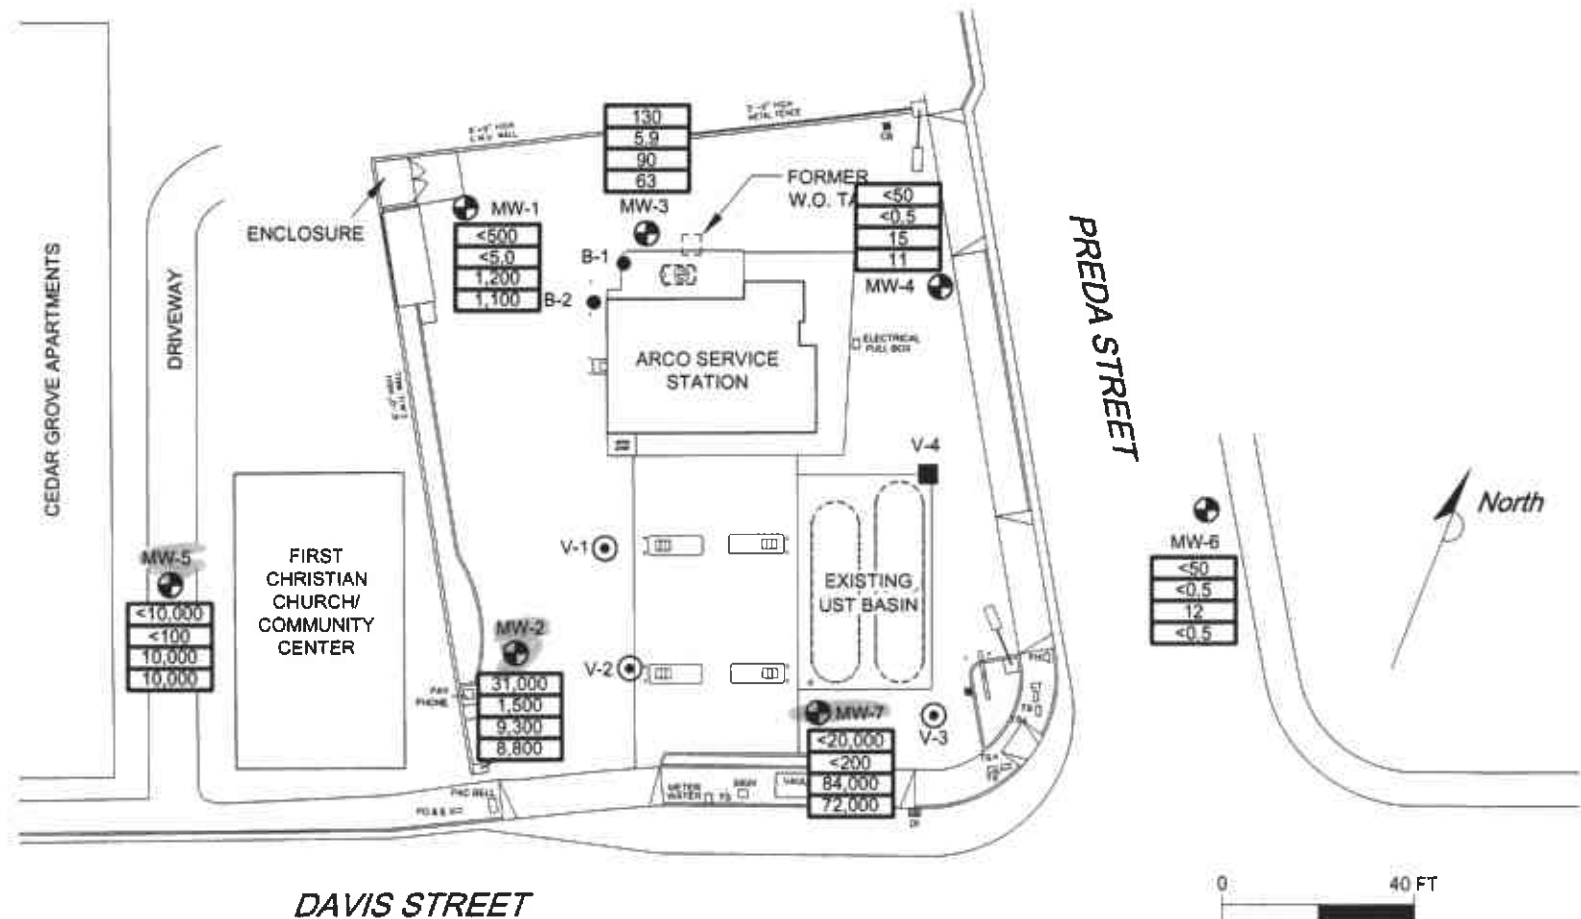 130
5.9
90
63
MW-3
FORMER
W.O. TA
CB
<50
<0.5
15
11
MW-4
ENCLOSURE
MW-1
<500
<5.0
1,200
1,100
B-1
B-2
ARCO SERVICE
STATION
ELECTRICAL
PULL BOX
PREDA STREET
CEDAR GROVE APARTMENTS
DRIVEWAY
V-4
North
MW-6
<50
<0.5
12
<0.5
V-1
EXISTING
UST BASIN
FIRST
CHRISTIAN
CHURCH/
COMMUNITY
CENTER
MW-5
<10,000
<100
10,000
10,000
MW-2
31,000
1,500
9,300
8,800
PAY
PHONE
V-2
MW-7
<20,000
<200
84,000
72,000
V-3
PAC BELL
METER
WATER
SIGN
DAVIS STREET
0 40 FT